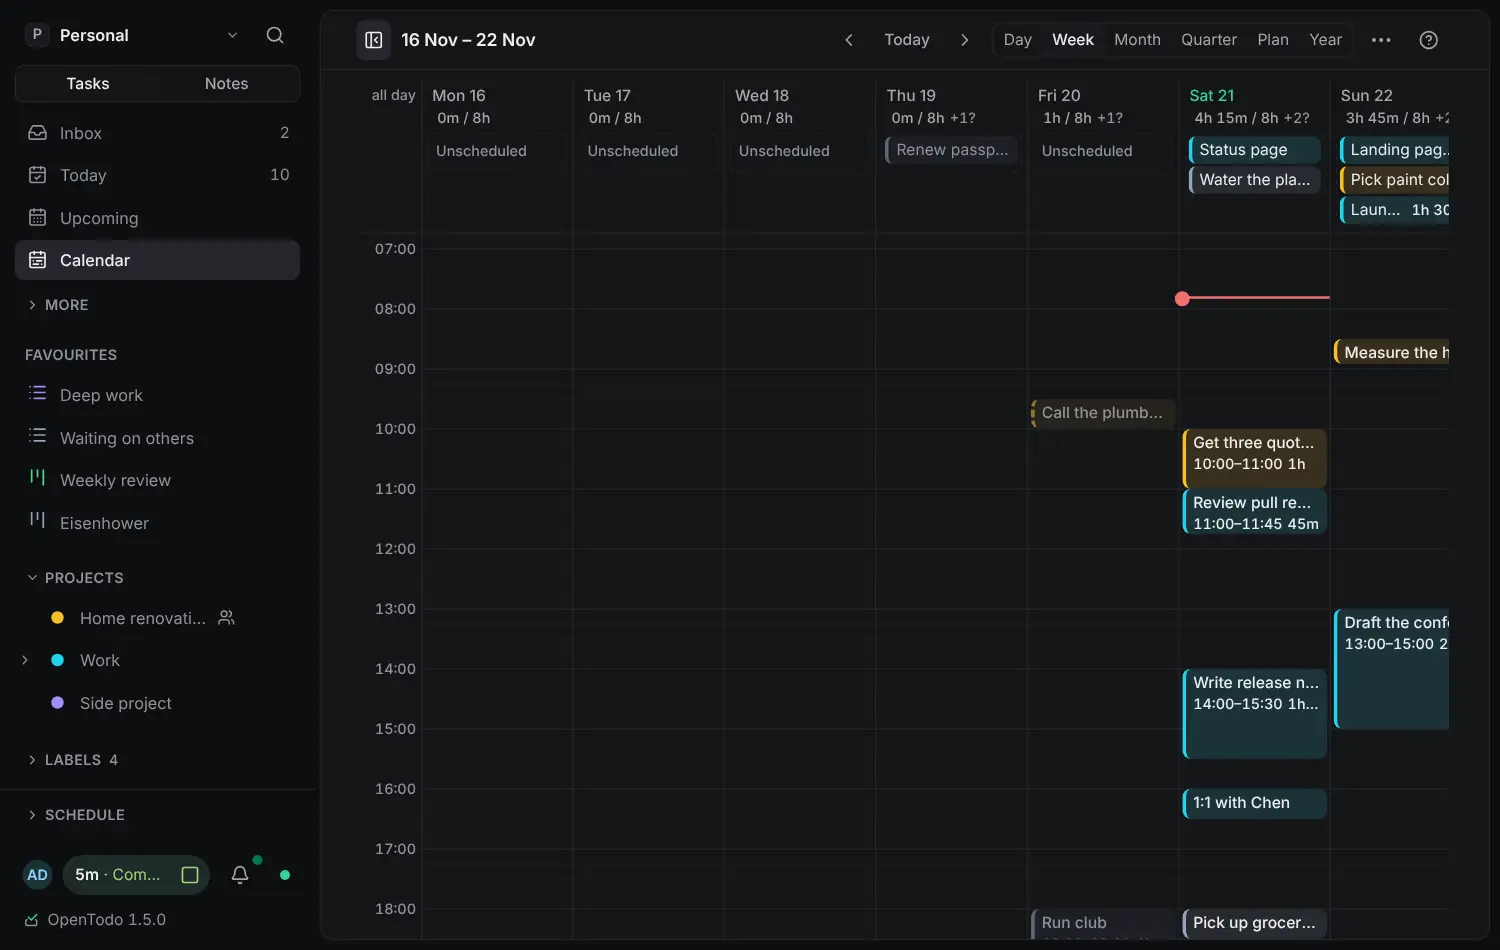 P Personal
Tasks Notes
Inbox 2
Today 10
Upcoming
Calendar
MORE
FAVOURITES
Deep work
Waiting on others
Weekly review
Eisenhower
PROJECTS
Home renovati...
Work
Side project
LABELS 4
SCHEDULE
AD 5m · Com...
OpenTodo 1.5.0
16 Nov – 22 Nov
Today
Day Week Month Quarter Plan Year
all day
Mon 16
0m / 8h
Unscheduled
Tue 17
0m / 8h
Unscheduled
Wed 18
0m / 8h
Unscheduled
Thu 19
0m / 8h +1?
Renew passp...
Fri 20
1h / 8h +1?
Unscheduled
Sat 21
4h 15m / 8h +2?
Status page
Water the pla...
Sun 22
3h 45m / 8h +2
Landing pag...
Pick paint col
Laun... 1h 30
07:00
08:00
09:00
10:00
11:00
12:00
13:00
14:00
15:00
16:00
17:00
18:00
Call the plumb...
Run club
Get three quot...
10:00–11:00 1h
Review pull re...
11:00–11:45 45m
Write release n...
14:00–15:30 1h...
1:1 with Chen
Pick up grocer...
Measure the h
Draft the confe
13:00–15:00 2